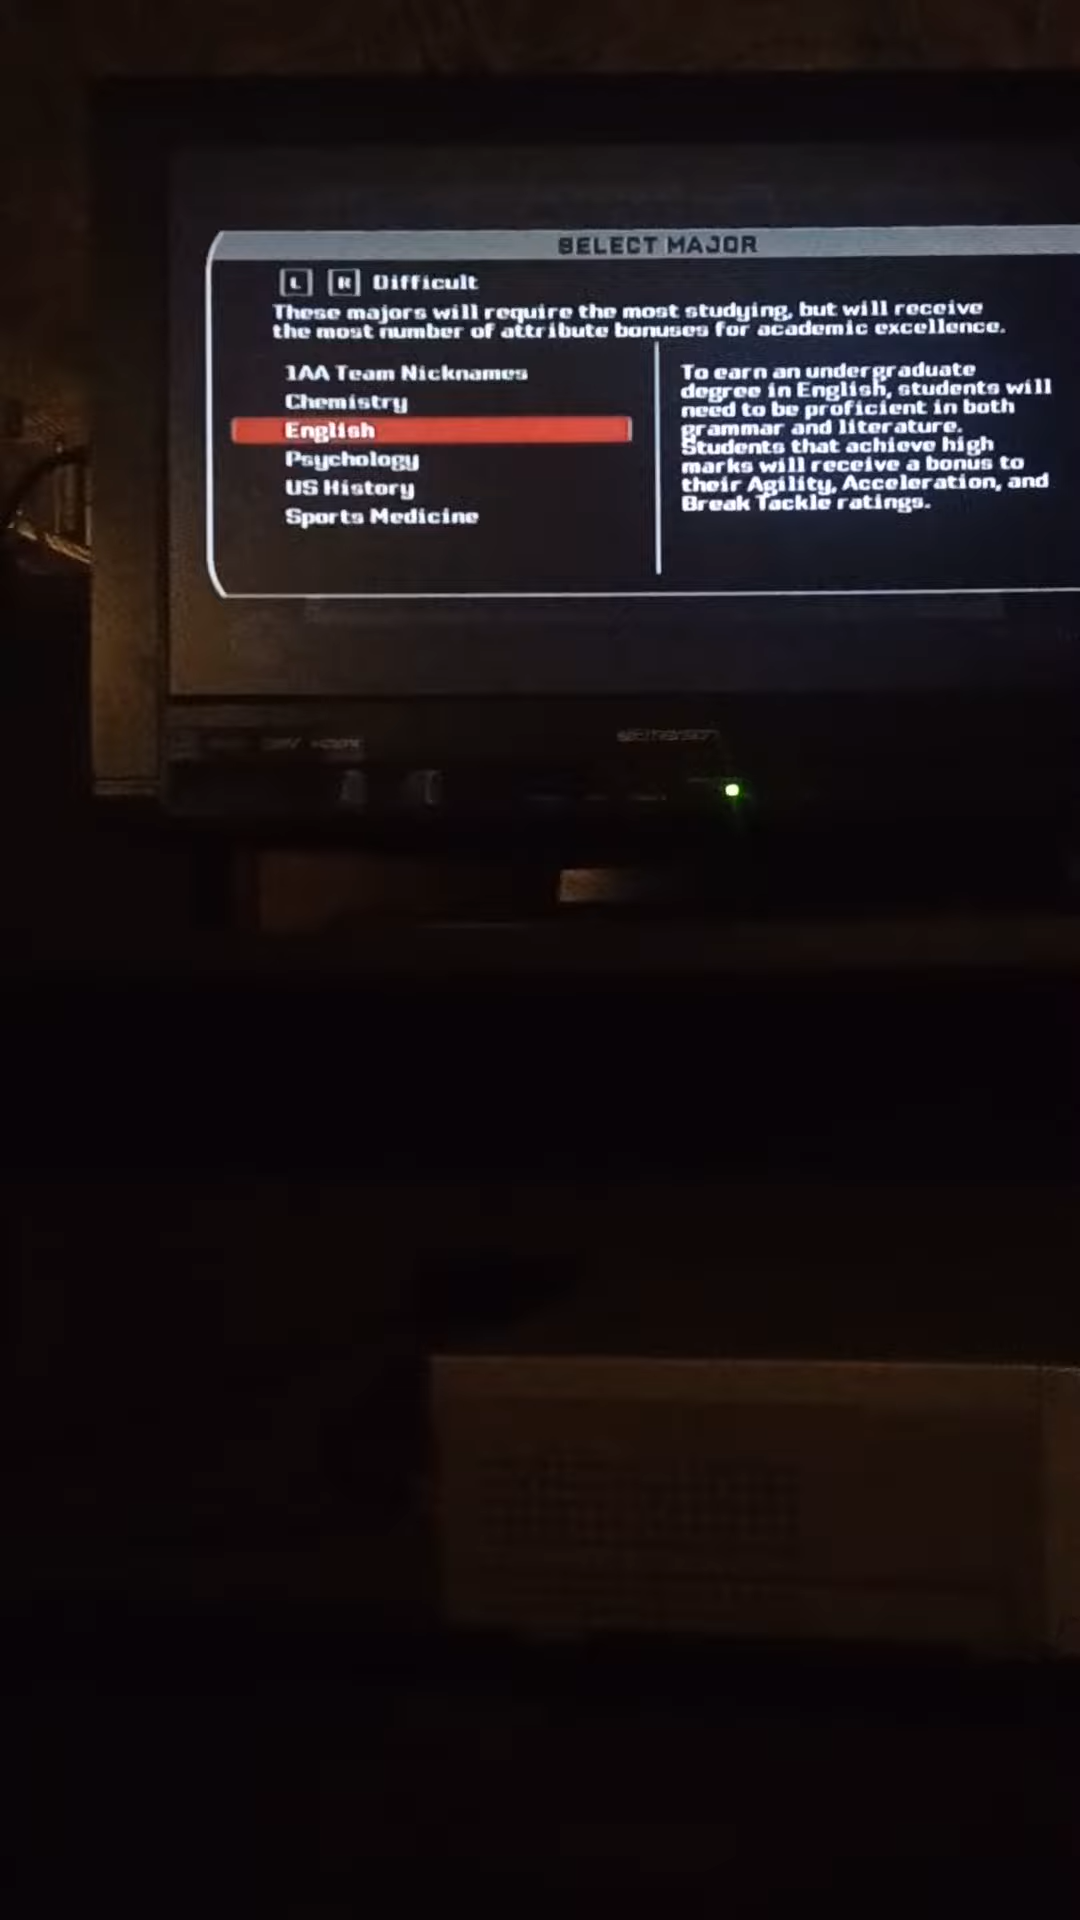 SELECT MAJOR
L R Difficult
These majors will require the most studying, but will receive
the most number of attribute bonuses for academic excellence.
1AA Team Nicknames
Chemistry
English
Psychology
US History
Sports Medicine
To earn an undergraduate
degree in English, students will
need to be proficient in both
grammar and literature.
Students that achieve high
marks will receive a bonus to
their Agility, Acceleration, and
Break Tackle ratings.